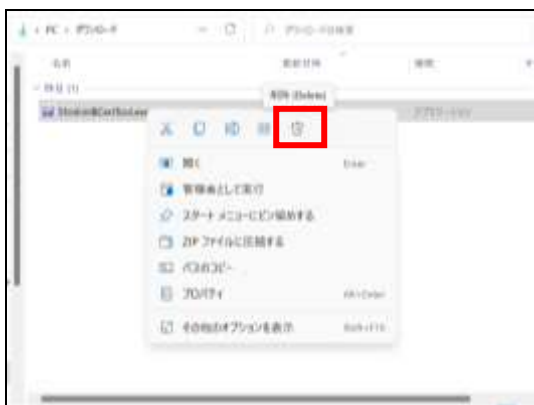 PC › ダウンロード
ダウンロードの検索
名前
更新日時
種類
昨日 (1)
削除 (Delete)
アプリケーション
開く
Enter
管理者として実行
スタート メニューにピン留めする
ZIP ファイルに圧縮する
パスのコピー
プロパティ
Alt+Enter
その他のオプションを表示
Shift+F10